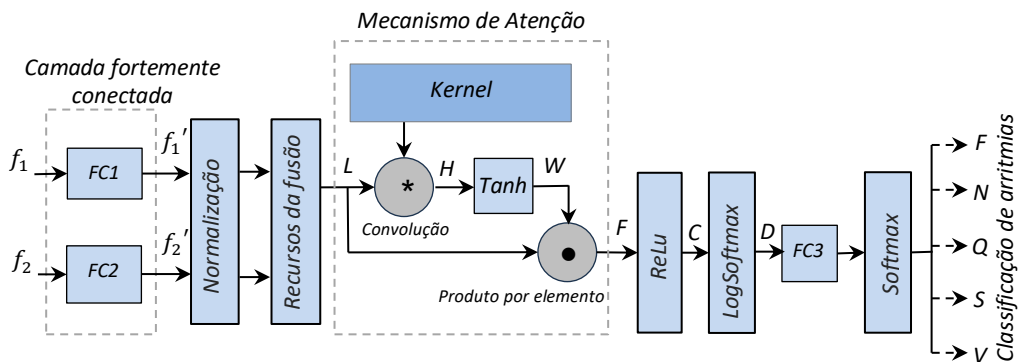 Mecanismo de Atenção
Camada fortemente
conectada
Kernel
f₁
FC1
f₁′
f₂
FC2
f₂′
Normalização
Recursos da fusão
L
*
H
Tanh
W
Convolução
Produto por elemento
F
ReLu
C
LogSoftmax
D
FC3
Softmax
F
N
Q
S
V
Classificação de arritmias